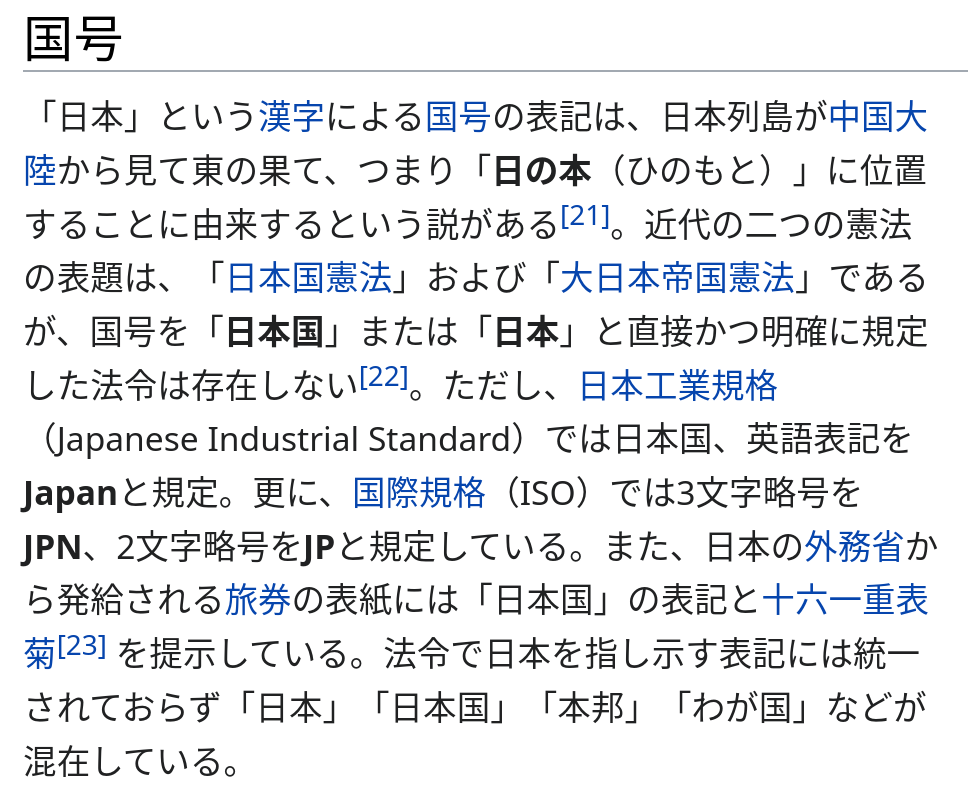 国号
「日本」という漢字による国号の表記は、日本列島が中国大
陸から見て東の果て、つまり「日の本（ひのもと）」に位置
することに由来するという説がある[21]。近代の二つの憲法
の表題は、「日本国憲法」および「大日本帝国憲法」である
が、国号を「日本国」または「日本」と直接かつ明確に規定
した法令は存在しない[22]。ただし、日本工業規格
（Japanese Industrial Standard）では日本国、英語表記を
Japanと規定。更に、国際規格（ISO）では3文字略号を
JPN、2文字略号をJPと規定している。また、日本の外務省か
ら発給される旅券の表紙には「日本国」の表記と十六一重表
菊[23] を提示している。法令で日本を指し示す表記には統一
されておらず「日本」「日本国」「本邦」「わが国」などが
混在している。